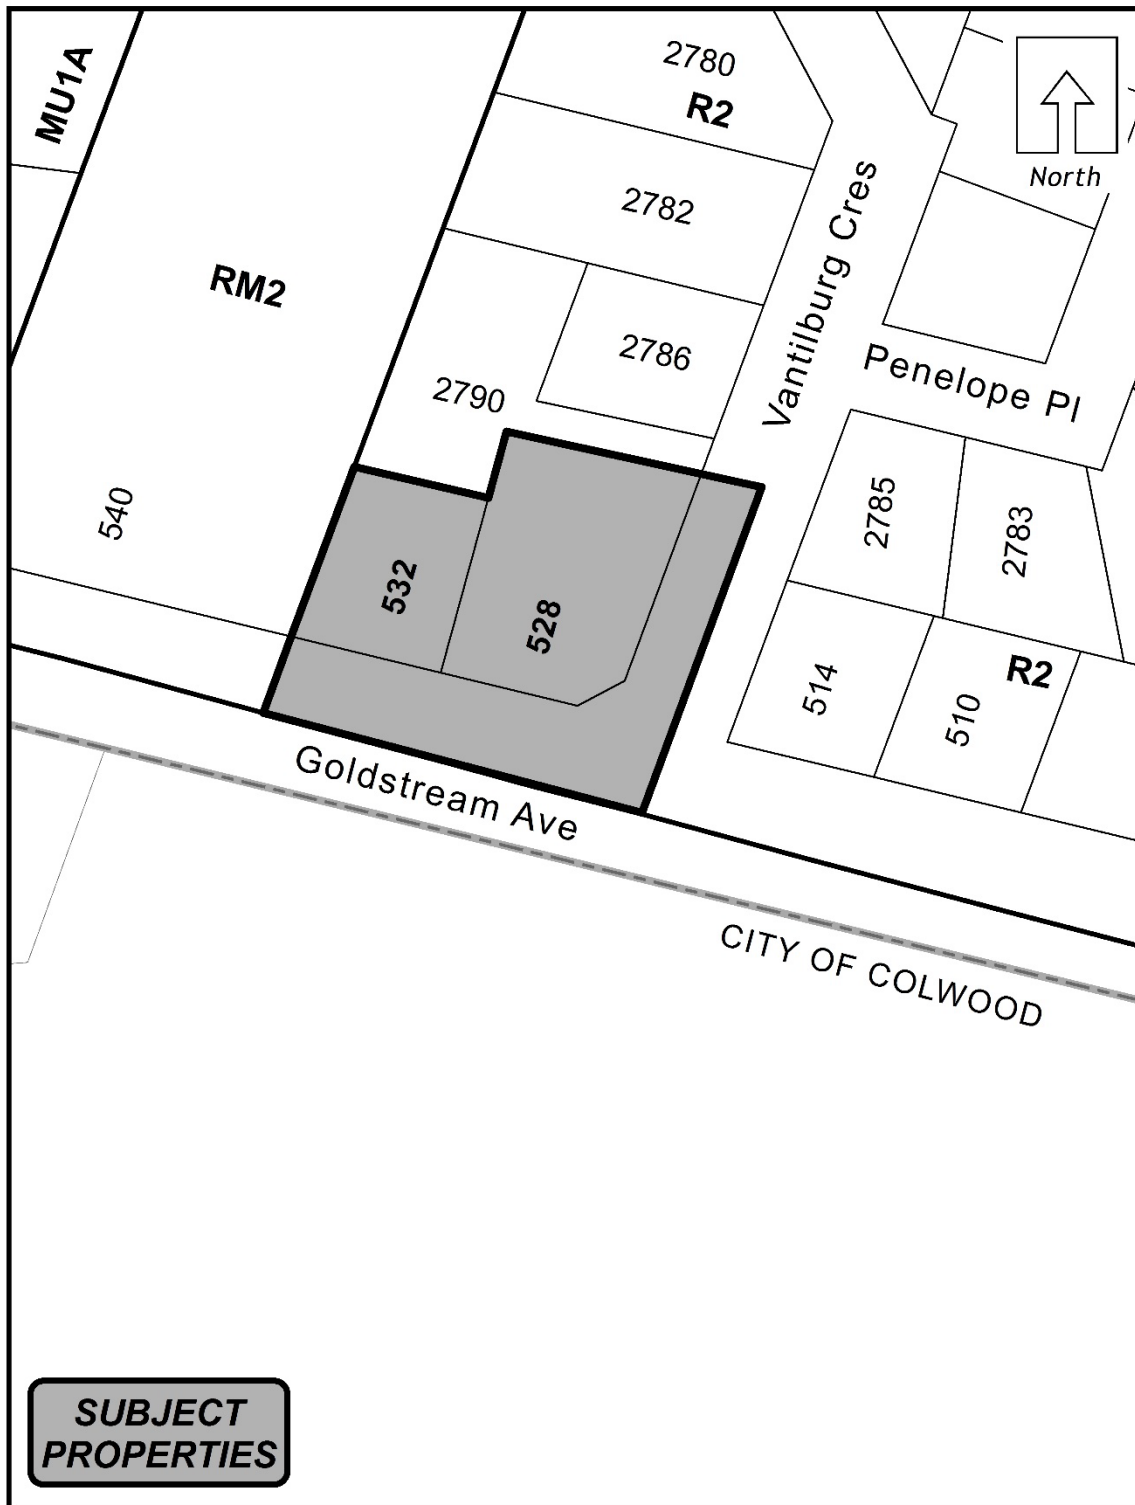 MU1A
2780
R2
North
2782
Vantilburg Cres
RM2
2786
Penelope Pl
2790
540
532
528
2785
2783
514
510
R2
Goldstream Ave
CITY OF COLWOOD
SUBJECT
PROPERTIES